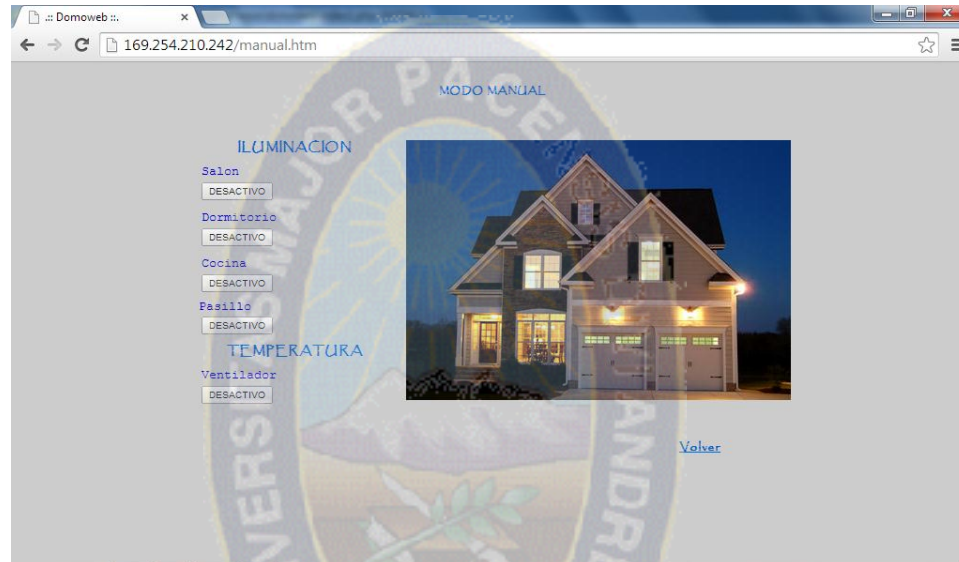 .:: Domoweb ::.
169.254.210.242/manual.htm
MODO MANUAL
ILUMINACION
Salon
DESACTIVO
Dormitorio
DESACTIVO
Cocina
DESACTIVO
Pasillo
DESACTIVO
TEMPERATURA
Ventilador
DESACTIVO
Volver